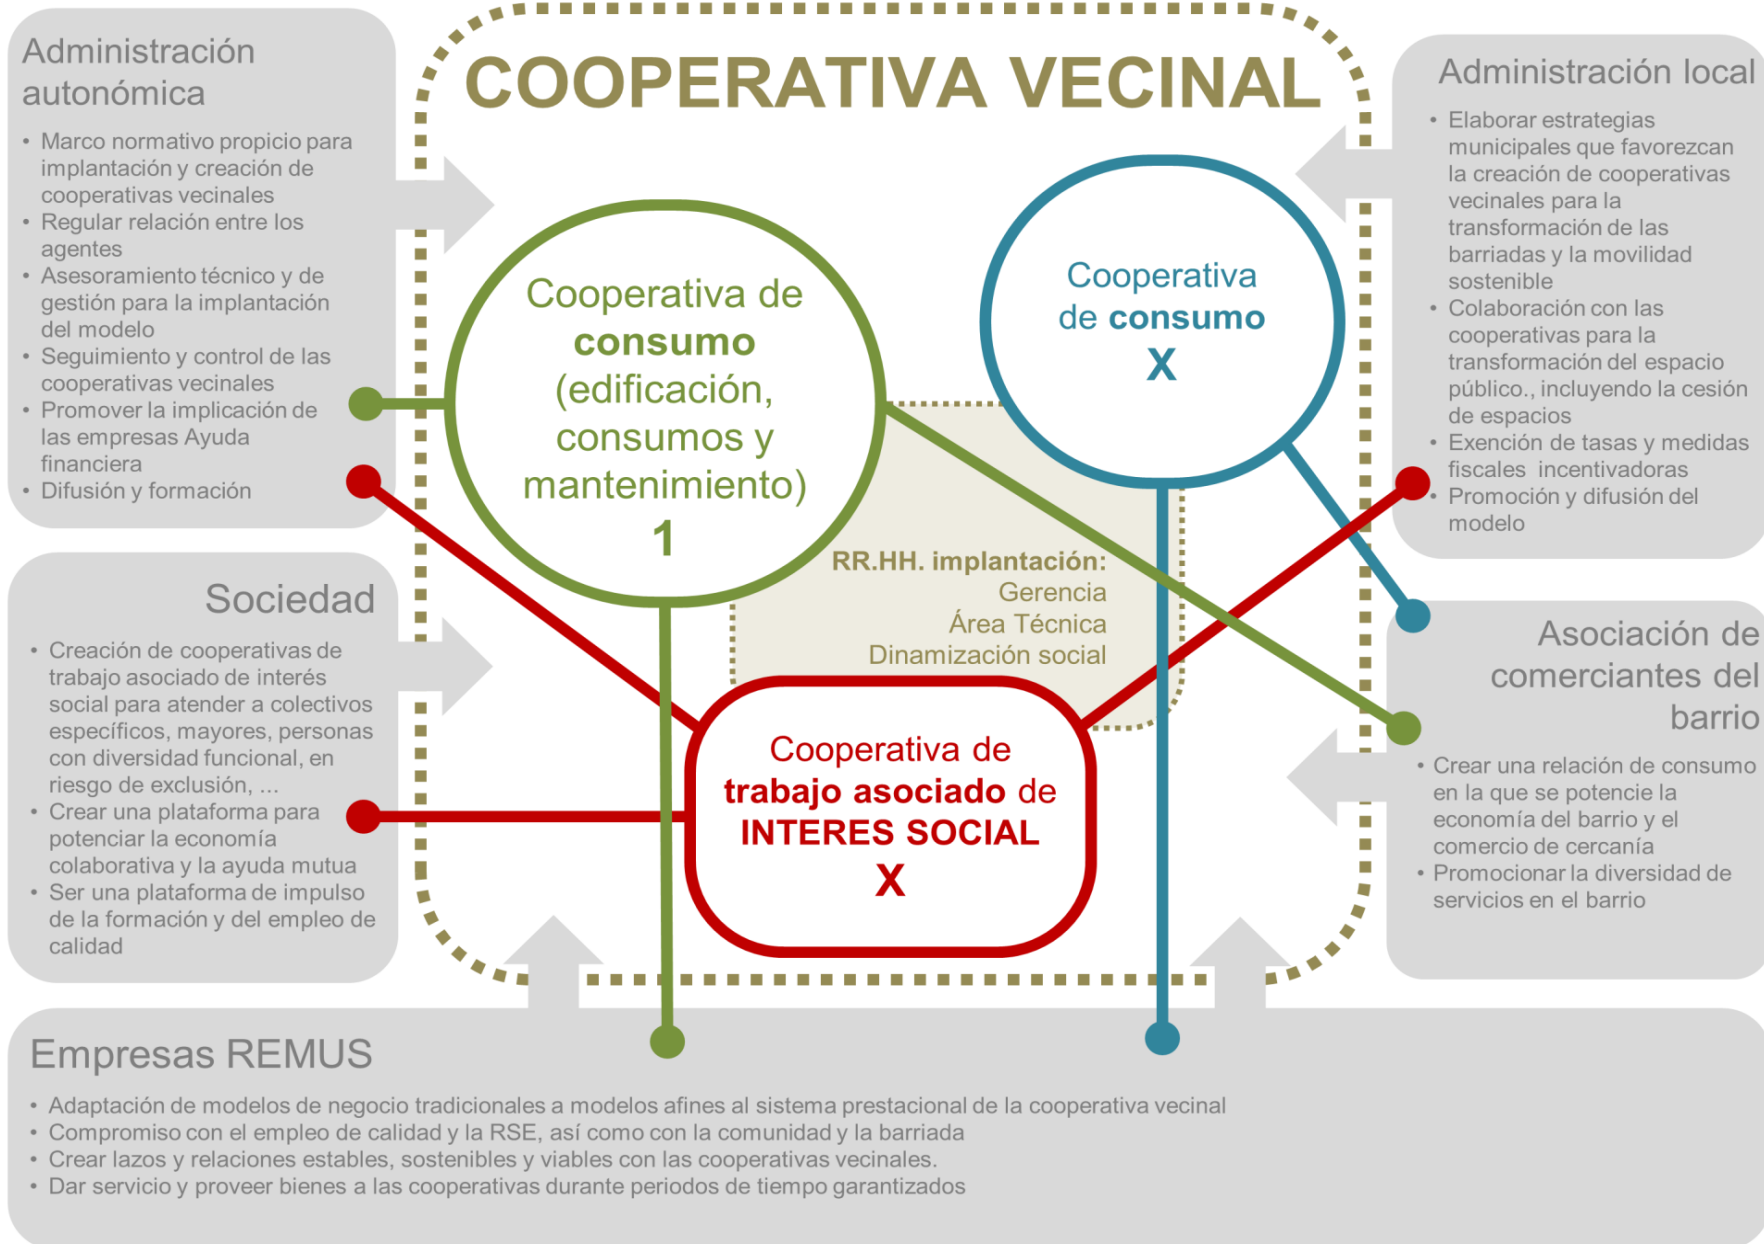 COOPERATIVA VECINAL
Administración
autonómica
• Marco normativo propicio para
implantación y creación de
cooperativas vecinales
• Regular relación entre los
agentes
• Asesoramiento técnico y de
gestión para la implantación
del modelo
• Seguimiento y control de las
cooperativas vecinales
• Promover la implicación de
las empresas Ayuda
financiera
• Difusión y formación
Sociedad
• Creación de cooperativas de
trabajo asociado de interés
social para atender a colectivos
específicos, mayores, personas
con diversidad funcional, en
riesgo de exclusión, ...
• Crear una plataforma para
potenciar la economía
colaborativa y la ayuda mutua
• Ser una plataforma de impulso
de la formación y del empleo de
calidad
Cooperativa de
consumo
(edificación,
consumos y
mantenimiento)
1
Cooperativa
de consumo
X
RR.HH. implantación:
Gerencia
Área Técnica
Dinamización social
Cooperativa de
trabajo asociado de
INTERES SOCIAL
X
Administración local
• Elaborar estrategias
municipales que favorezcan
la creación de cooperativas
vecinales para la
transformación de las
barriadas y la movilidad
sostenible
• Colaboración con las
cooperativas para la
transformación del espacio
público., incluyendo la cesión
de espacios
• Exención de tasas y medidas
fiscales incentivadoras
• Promoción y difusión del
modelo
Asociación de
comerciantes del
barrio
• Crear una relación de consumo
en la que se potencie la
economía del barrio y el
comercio de cercanía
• Promocionar la diversidad de
servicios en el barrio
Empresas REMUS
• Adaptación de modelos de negocio tradicionales a modelos afines al sistema prestacional de la cooperativa vecinal
• Compromiso con el empleo de calidad y la RSE, así como con la comunidad y la barriada
• Crear lazos y relaciones estables, sostenibles y viables con las cooperativas vecinales.
• Dar servicio y proveer bienes a las cooperativas durante periodos de tiempo garantizados